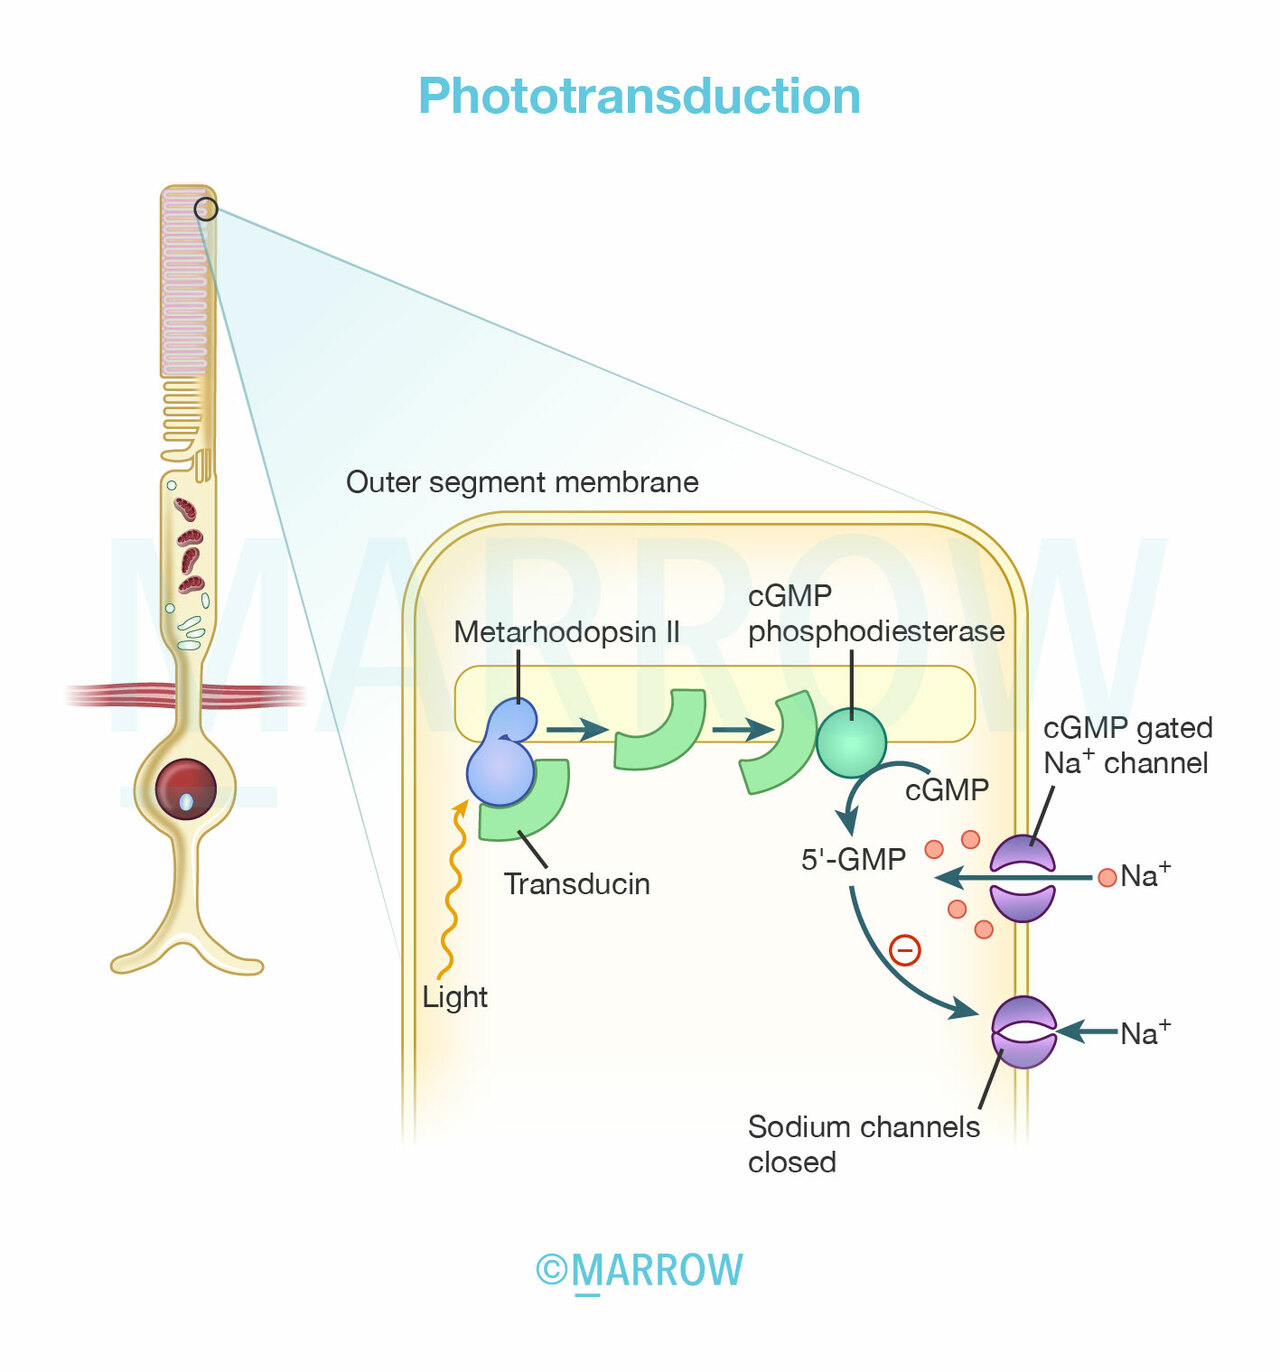 Phototransduction
Outer segment membrane
cGMP
phosphodiesterase
Metarhodopsin II
cGMP gated
Na+ channel
cGMP
5'-GMP
Na+
Transducin
Light
Na+
Sodium channels
closed
MARROW
©MARROW